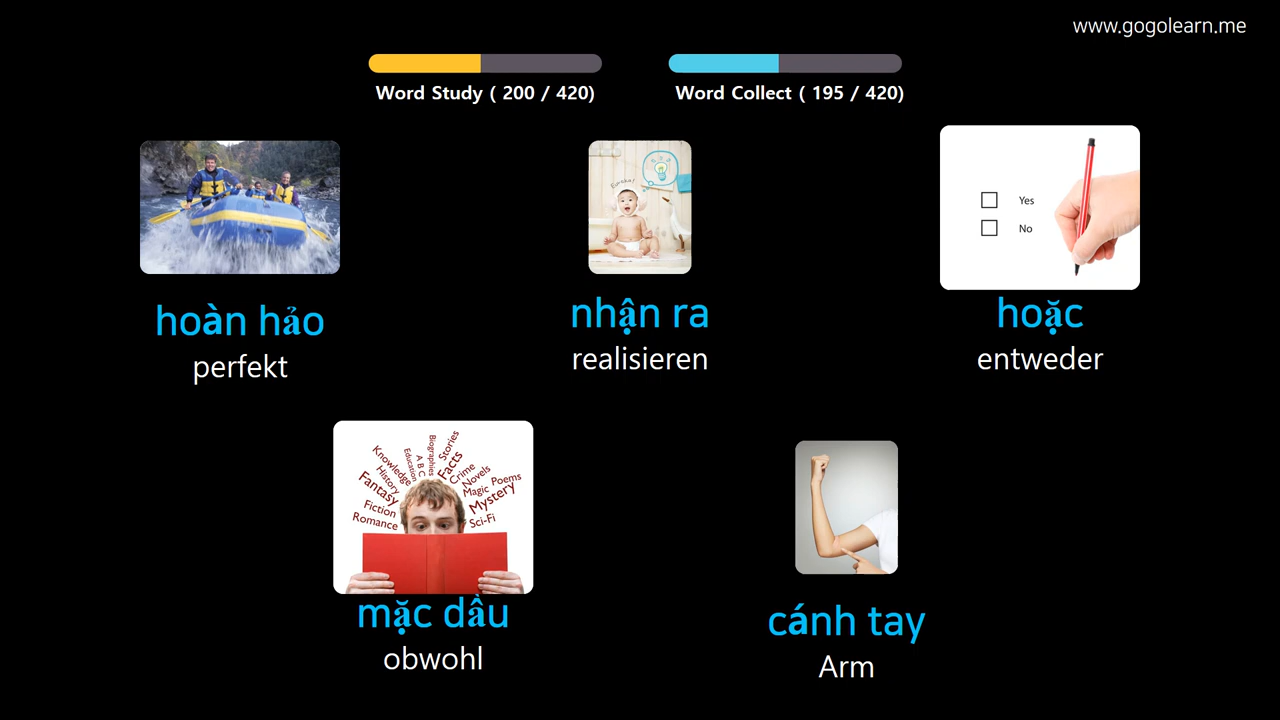 www.gogolearn.me
Word Study ( 200 / 420)
Word Collect ( 195 / 420)
Eureka!
Yes
No
hoàn hảo
perfekt
nhận ra
realisieren
hoặc
entweder
Knowledge
History
Fantasy
Fiction
Romance
Education
A B C
Biographies
Stories
Facts
Crime
Novels
Magic
Poems
Mystery
Sci-Fi
mặc dầu
obwohl
cánh tay
Arm